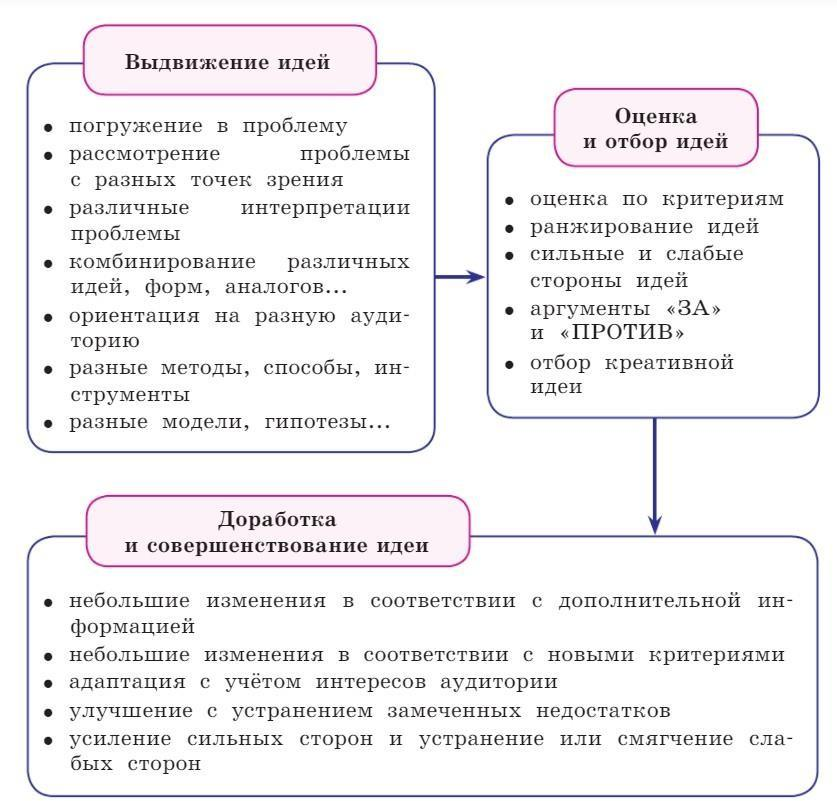 Выдвижение идей
• погружение в проблему
• рассмотрение проблемы
с разных точек зрения
• различные интерпретации
проблемы
• комбинирование различных
идей, форм, аналогов...
• ориентация на разную ауди-
торию
• разные методы, способы, ин-
струменты
• разные модели, гипотезы...
Оценка
и отбор идей
• оценка по критериям
• ранжирование идей
• сильные и слабые
стороны идей
• аргументы «ЗА»
и «ПРОТИВ»
• отбор креативной
идеи
Доработка
и совершенствование идеи
• небольшие изменения в соответствии с дополнительной ин-
формацией
• небольшие изменения в соответствии с новыми критериями
• адаптация с учётом интересов аудитории
• улучшение с устранением замеченных недостатков
• усиление сильных сторон и устранение или смягчение сла-
бых сторон